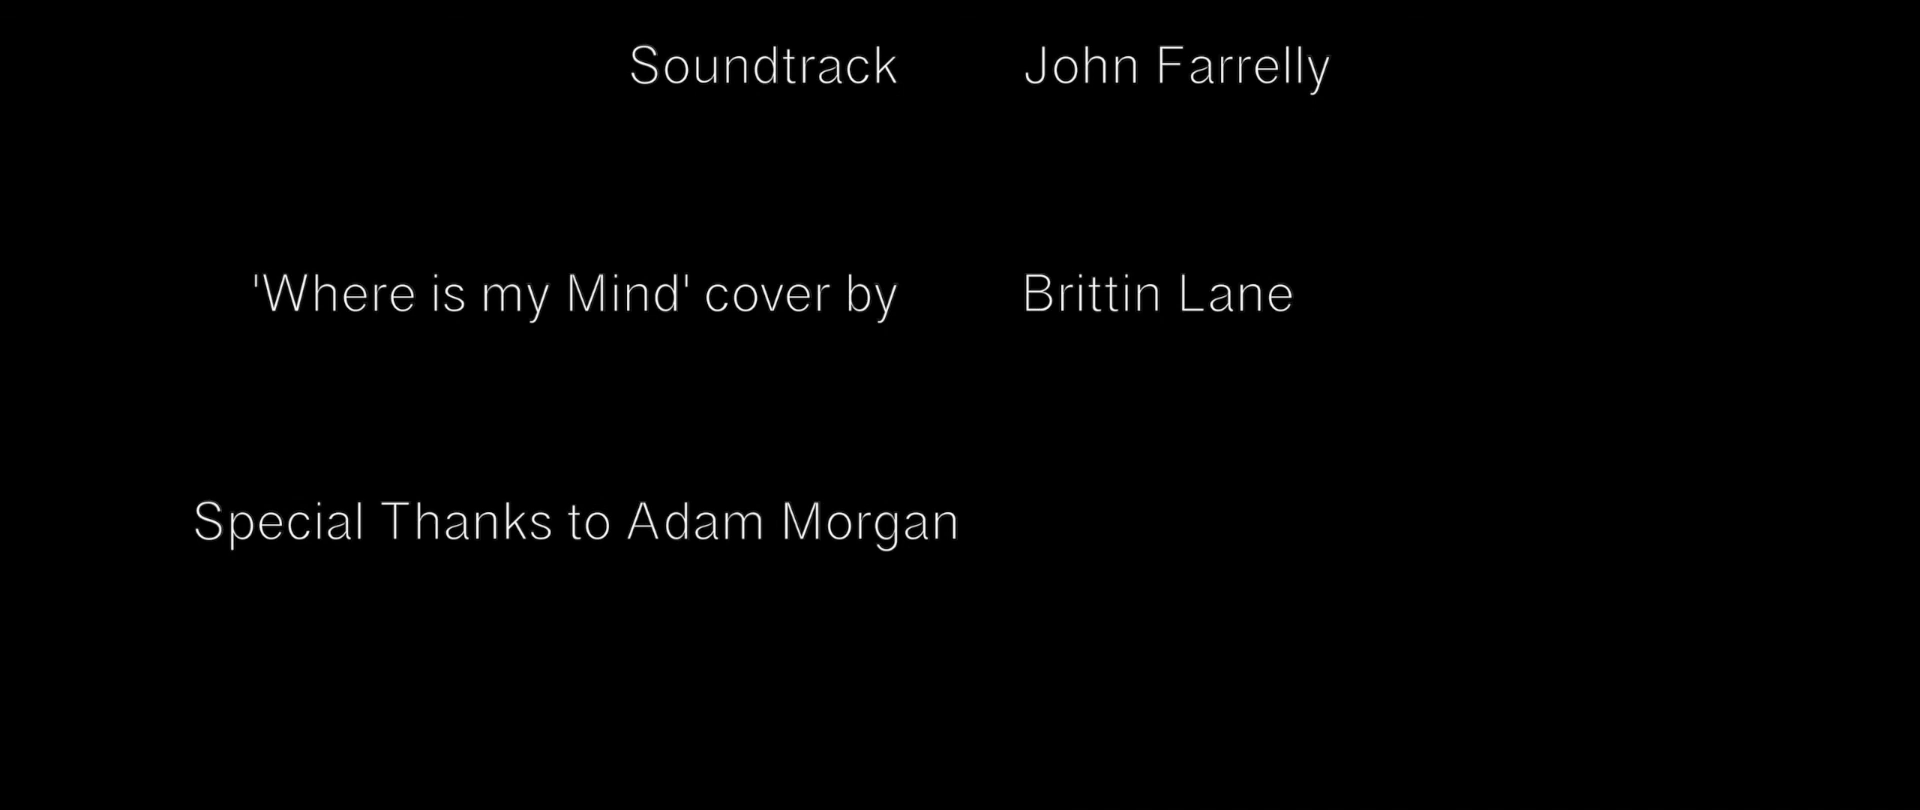 Soundtrack John Farrelly
'Where is my Mind' cover by Brittin Lane
Special Thanks to Adam Morgan